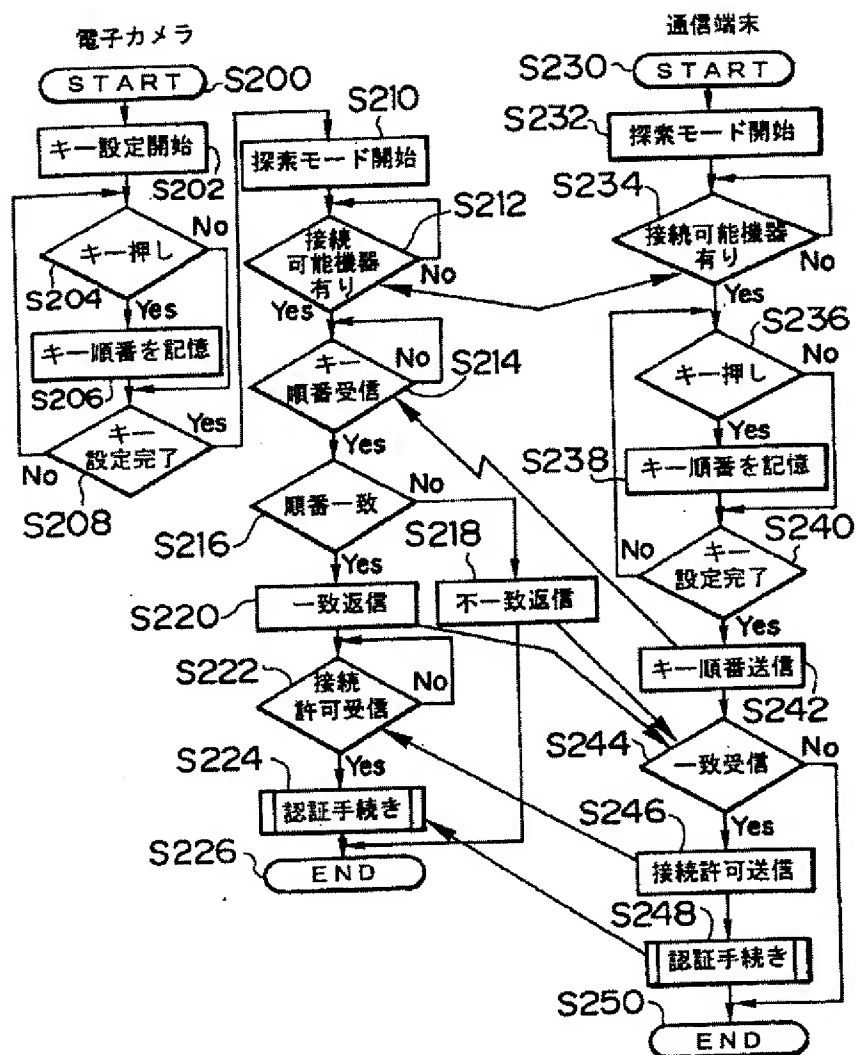 電子カメラ
START
S200
キー設定開始
S202
キー押し
No
S204
Yes
キー順番を記憶
S206
キー
設定完了
Yes
No
S208
S210
探索モード開始
S212
接続
可能機器
有り
No
Yes
キー
順番受信
No
S214
Yes
順番一致
No
S216
Yes
S218
S220
一致返信
不一致返信
S222
接続
許可受信
No
Yes
S224
認証手続き
S226
END
通信端末
S230
START
S232
探索モード開始
S234
接続可能機器
有り
No
Yes
S236
キー押し
No
Yes
S238
キー順番を記憶
S240
No
キー
設定完了
Yes
キー順番送信
S242
S244
一致受信
No
Yes
S246
接続許可送信
S248
認証手続き
S250
END